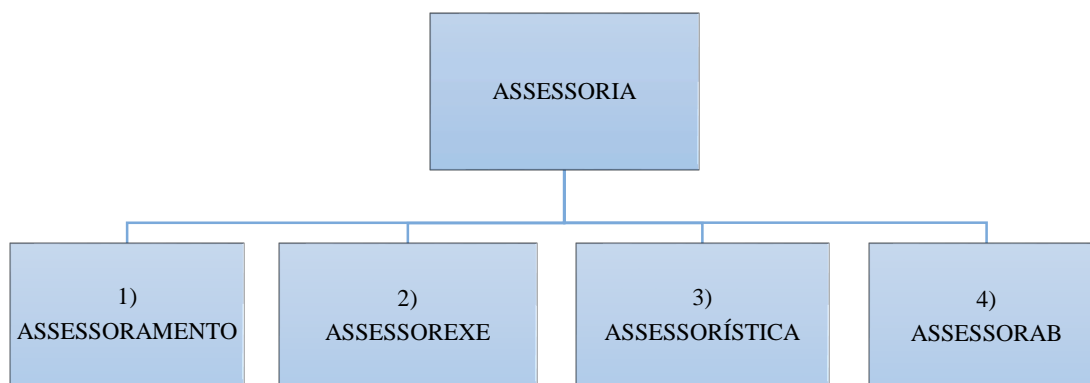 ASSESSORIA
1)
ASSESSORAMENTO
2)
ASSESSOREXE
3)
ASSESSORÍSTICA
4)
ASSESSORAB